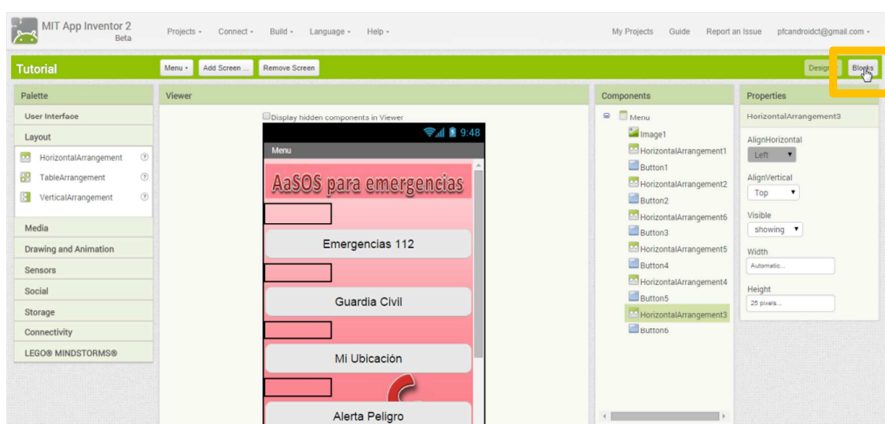 MIT App Inventor 2
Beta
Projects
Connect
Build
Language
Help
My Projects
Guide
Report an Issue
pfcandroidct@gmail.com
Tutorial
Menu
Add Screen ...
Remove Screen
Blocks
Palette
User Interface
Layout
HorizontalArrangement
TableArrangement
VerticalArrangement
Media
Drawing and Animation
Sensors
Social
Storage
Connectivity
LEGO® MINDSTORMS®
Viewer
Display hidden components in Viewer
9:48
Menu
AaSOS para emergencias
Emergencias 112
Guardia Civil
Mi Ubicación
Alerta Peligro
Components
Menu
Image1
HorizontalArrangement1
Button1
HorizontalArrangement2
Button2
HorizontalArrangement6
Button3
HorizontalArrangement5
Button4
HorizontalArrangement4
Button5
HorizontalArrangement3
Button6
Properties
HorizontalArrangement3
AlignHorizontal
Left
AlignVertical
Top
Visible
showing
Width
Automatic...
Height
25 pixels...